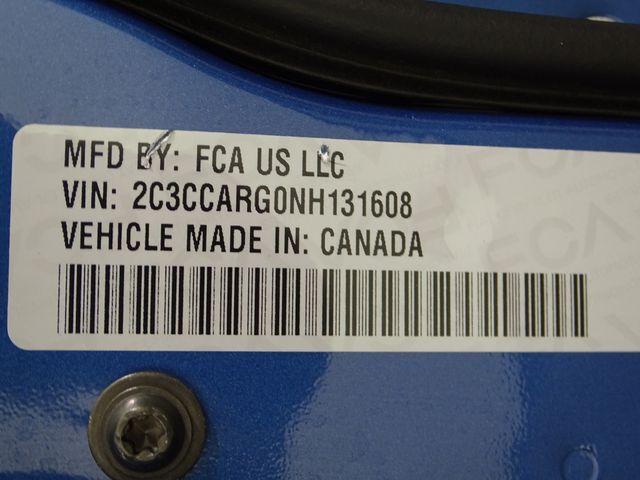 MFD BY: FCA US LLC
VIN: 2C3CCARG0NH131608
VEHICLE MADE IN: CANADA